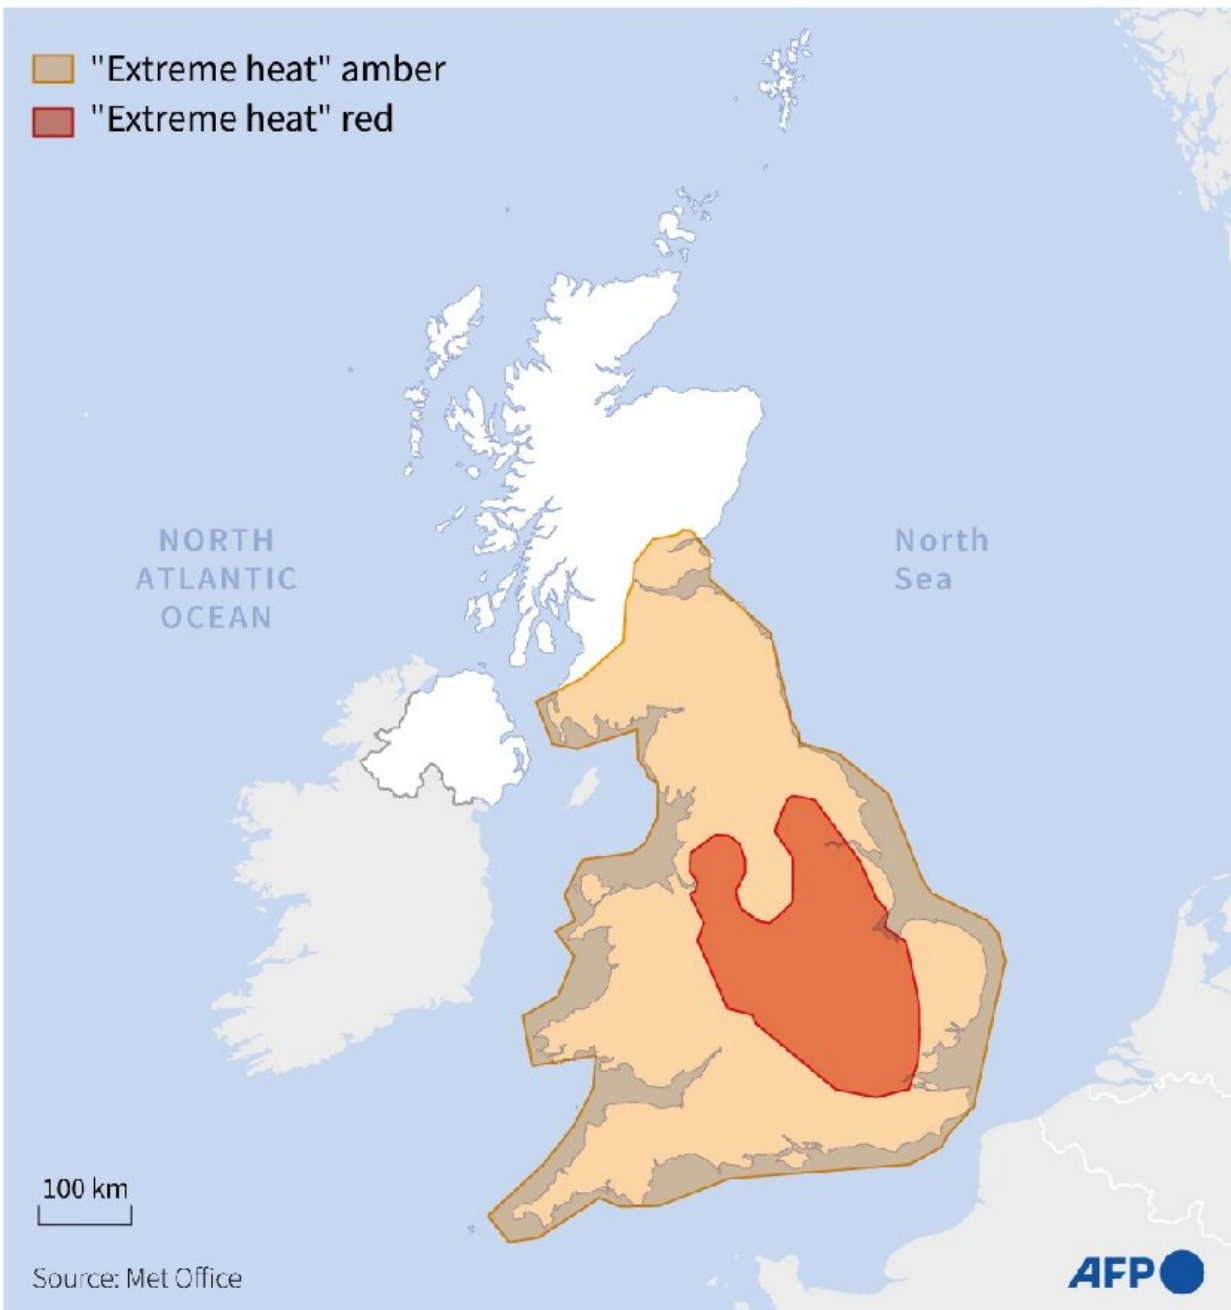 "Extreme heat" amber
"Extreme heat" red
NORTH
ATLANTIC
OCEAN
North
Sea
100 km
Source: Met Office
AFP